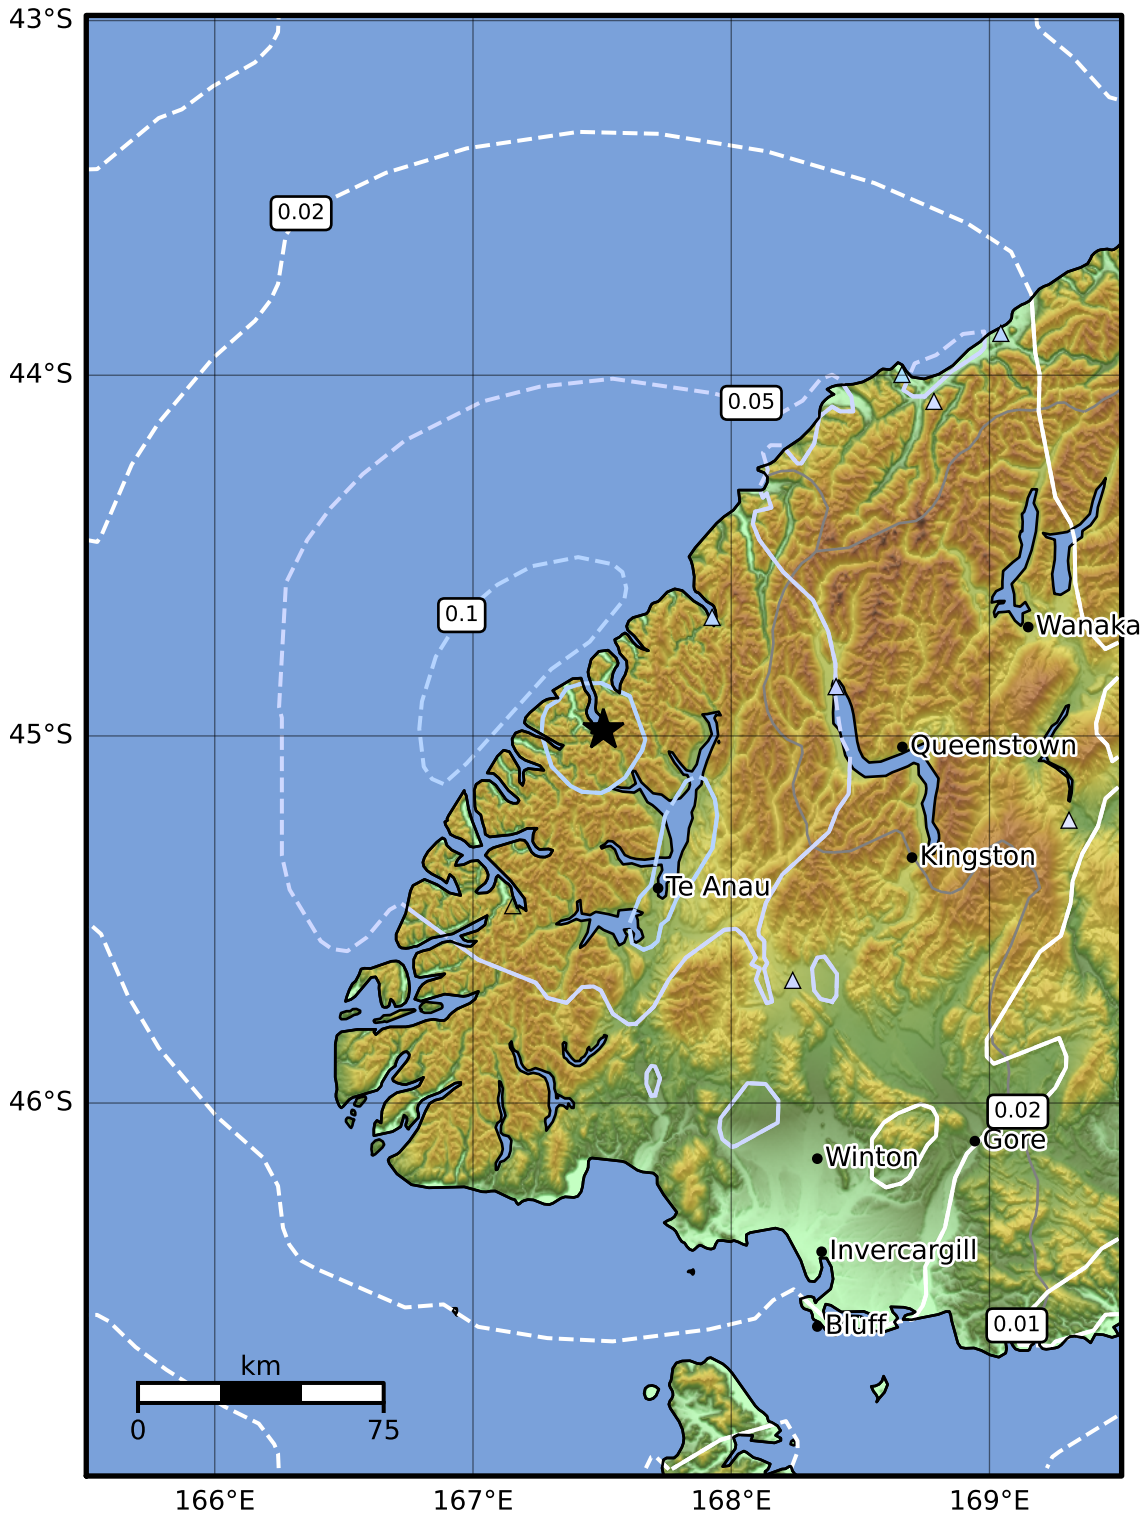 43°S
0.02
44°S
0.05
0.1
Wanaka
45°S
Queenstown
Kingston
Te Anau
46°S
0.02
Gore
Winton
Invercargill
Bluff
0.01
km
0
75
166°E
167°E
168°E
169°E